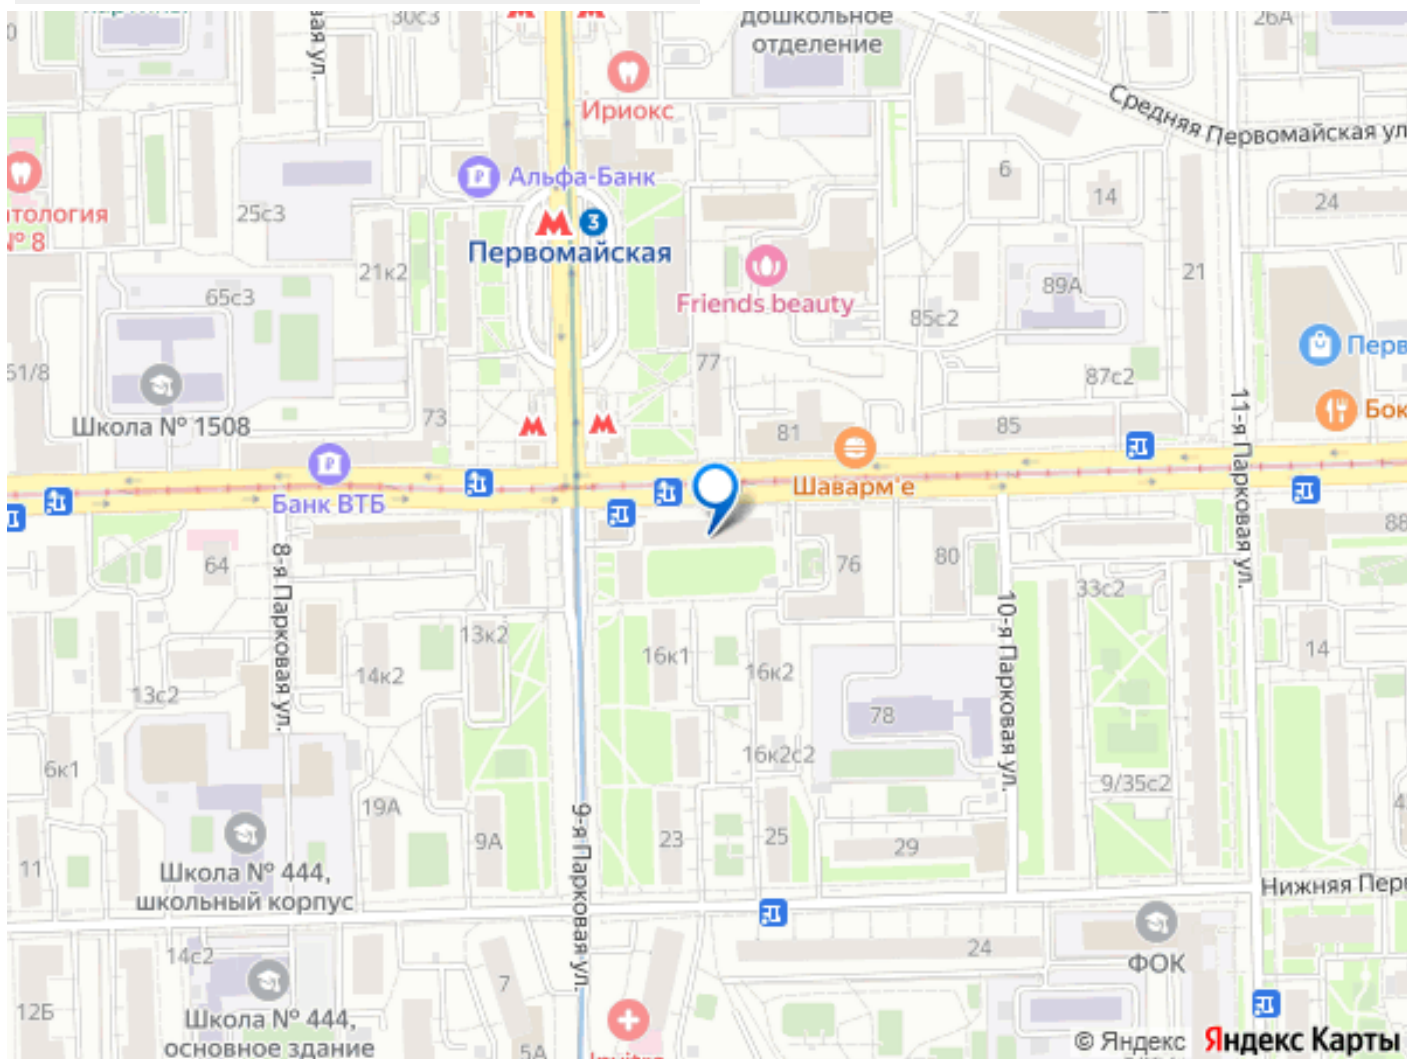 30с3
дошкольное
отделение
26А
вая ул.
Ириокс
Средняя Первомайская ул
Альфа-Банк
6
14
24
атология
№ 8
25с3
3
Первомайская
21к2
65с3
Friends beauty
85с2
89А
21
Перв
51/8
77
87с2
Школа № 1508
73
81
85
11-я Парковая ул.
Бок
Банк ВТБ
Шаварм'е
88
64
8-я Парковая ул.
76
80
33с2
13к2
14к2
16к1
16к2
10-я Парковая ул.
14
13с2
78
6к1
16к2с2
9/35с2
19А
9А
9-я Парковая ул.
23
25
29
11
Школа № 444,
школьный корпус
Нижняя Перв
14с2
24
ФОК
7
12Б
Школа № 444,
основное здание
5А
Invitro
© Яндекс Яндекс Карты